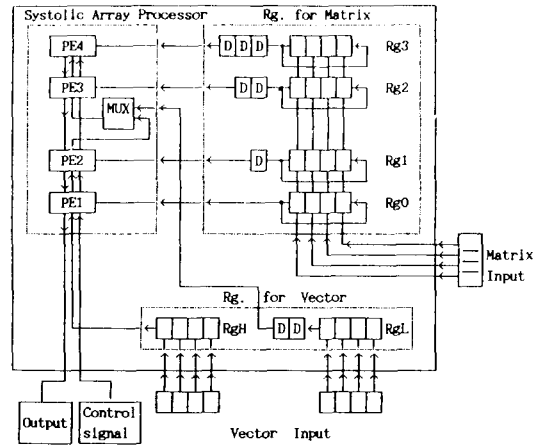 Systolic Array Processor
Rg. for Matrix
PE4
D D D
Rg3
PE3
D D
Rg2
MUX
PE2
D
Rg1
PE1
Rg0
Matrix
Input
Rg. for Vector
RgH
D D
RgL
Output
Control
signal
Vector Input